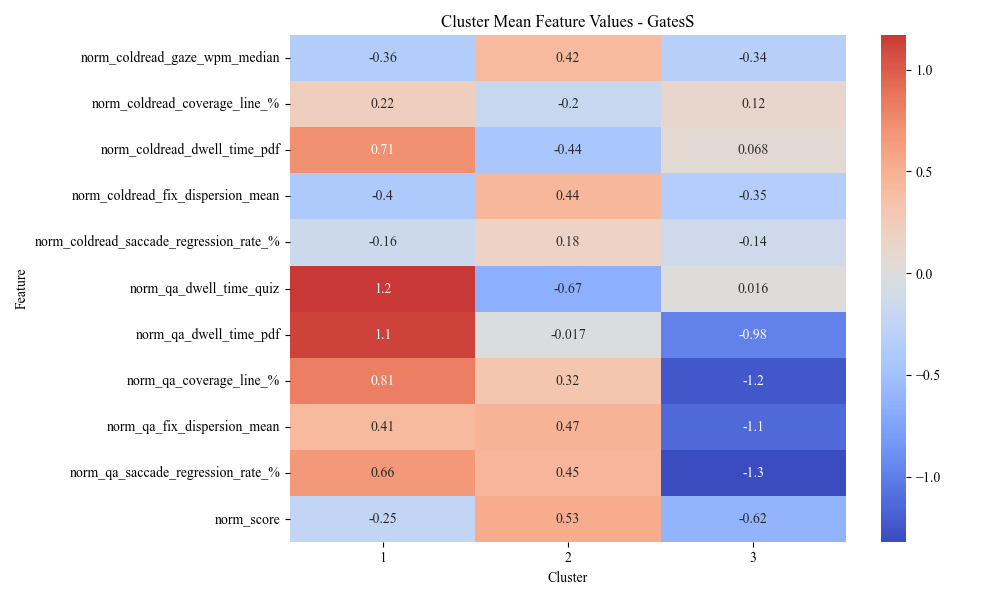 Cluster Mean Feature Values - GatesS
norm_coldread_gaze_wpm_median -0.36 0.42 -0.34
norm_coldread_coverage_line_% 0.22 -0.2 0.12
norm_coldread_dwell_time_pdf 0.71 -0.44 0.068
norm_coldread_fix_dispersion_mean -0.4 0.44 -0.35
norm_coldread_saccade_regression_rate_% -0.16 0.18 -0.14
norm_qa_dwell_time_quiz 1.2 -0.67 0.016
norm_qa_dwell_time_pdf 1.1 -0.017 -0.98
norm_qa_coverage_line_% 0.81 0.32 -1.2
norm_qa_fix_dispersion_mean 0.41 0.47 -1.1
norm_qa_saccade_regression_rate_% 0.66 0.45 -1.3
norm_score -0.25 0.53 -0.62
1 2 3
Cluster
Feature
1.0
0.5
0.0
−0.5
−1.0